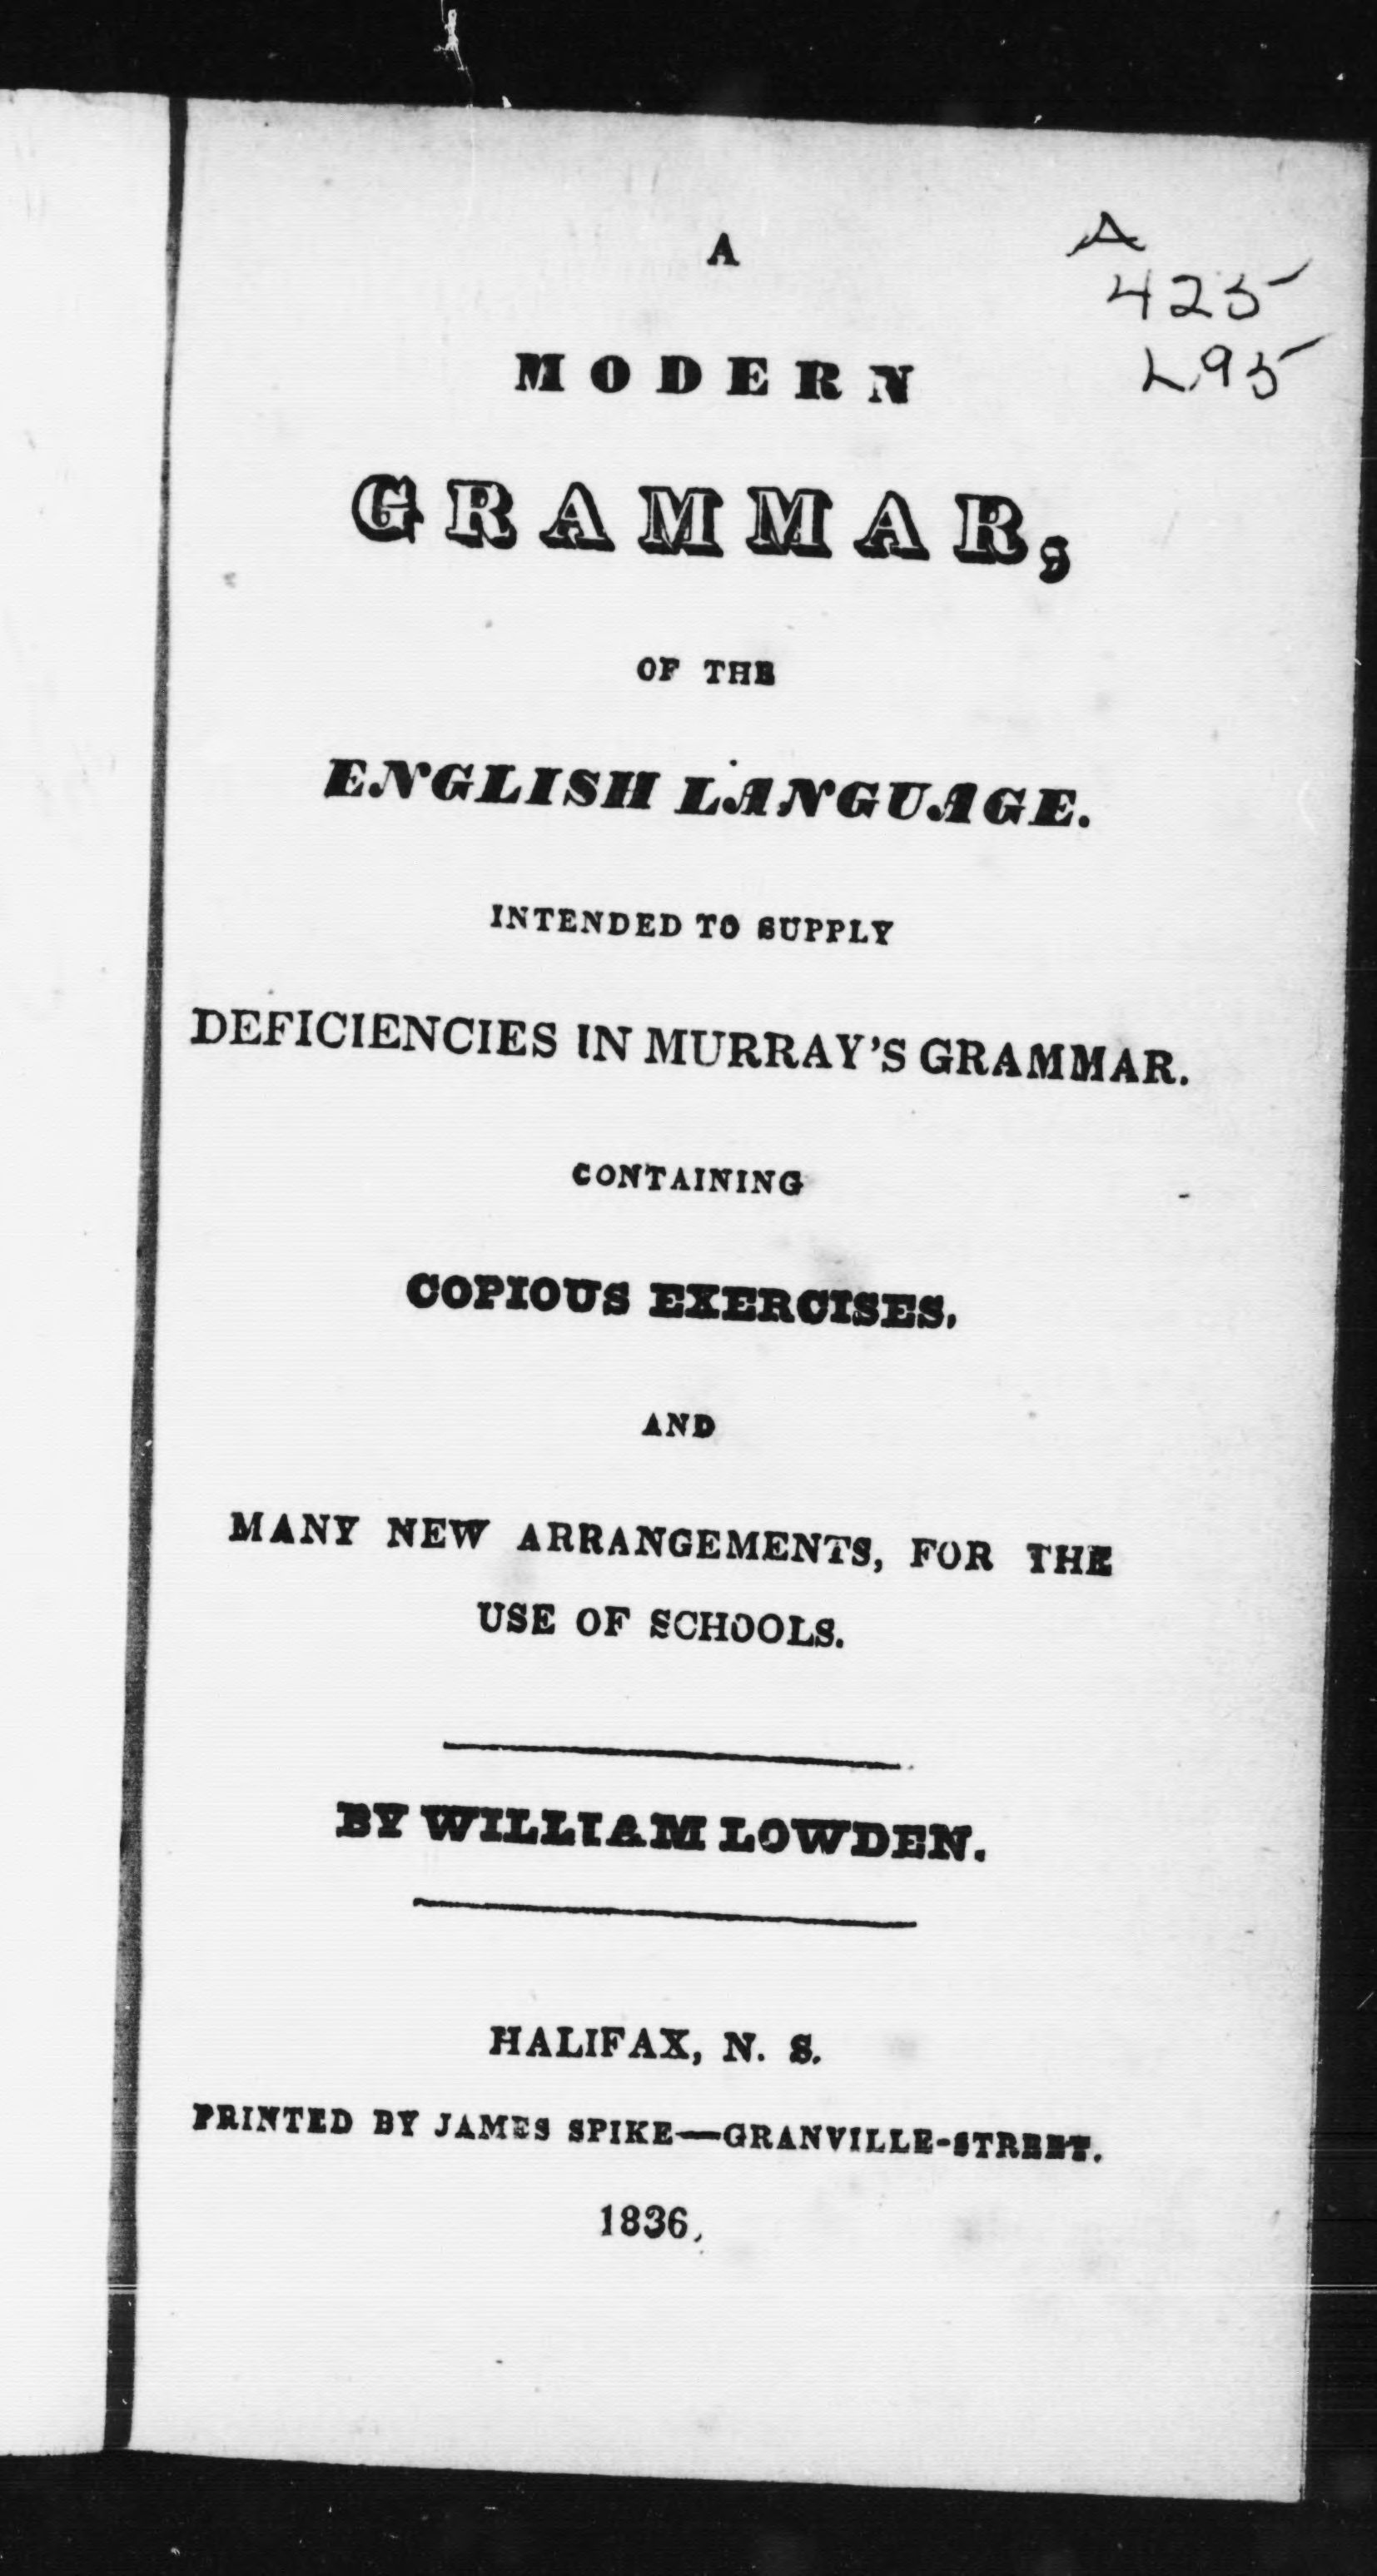 A
A
425
L95
MODERN
GRAMMAR,
OF THE
ENGLISH LANGUAGE.
INTENDED TO SUPPLY
DEFICIENCIES IN MURRAY'S GRAMMAR.
CONTAINING
COPIOUS EXERCISES.
AND
MANY NEW ARRANGEMENTS, FOR THE
USE OF SCHOOLS.
BY WILLIAM LOWDEN.
HALIFAX, N. S.
PRINTED BY JAMES SPIKE—GRANVILLE-STREET.
1836,